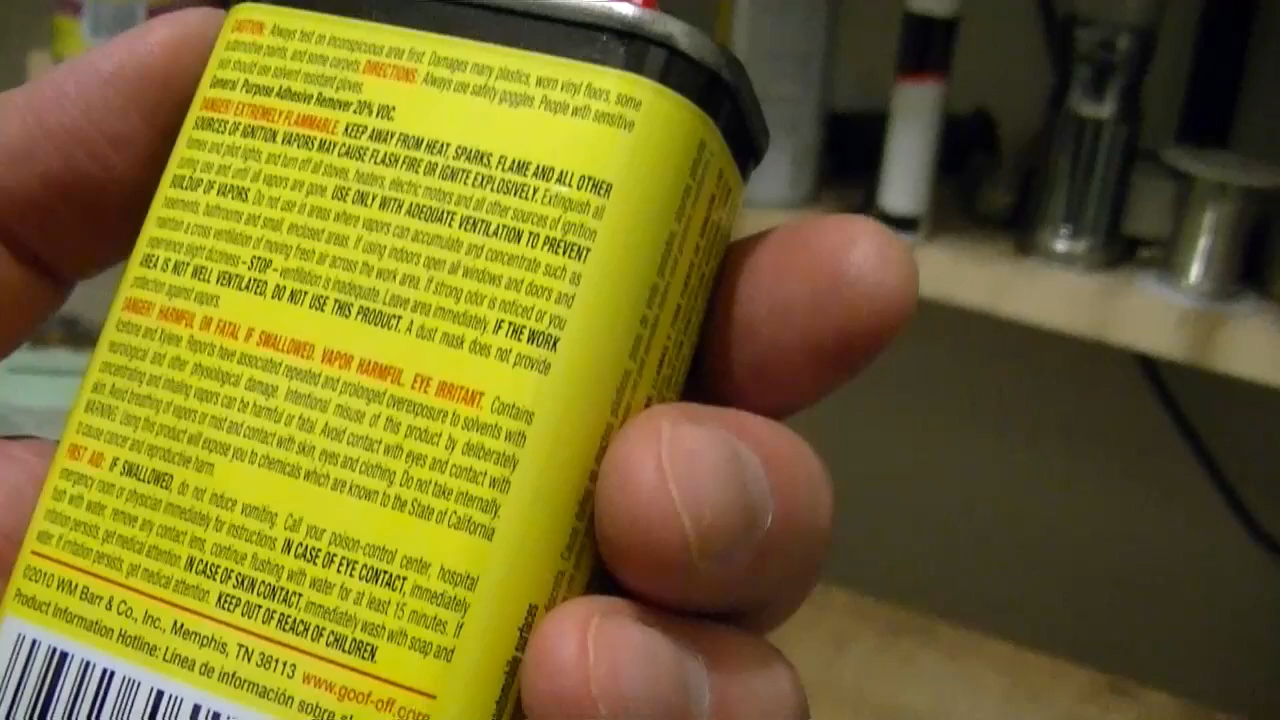 CAUTION: Always test on inconspicuous area first. Damages many plastics, worn vinyl floors, some
automotive paints, and some carpets. DIRECTIONS: Always use safety goggles. People with sensitive
skin should use solvent resistant gloves.
General Purpose Adhesive Remover 20% VOC.
DANGER! EXTREMELY FLAMMABLE. KEEP AWAY FROM HEAT, SPARKS, FLAME AND ALL OTHER
SOURCES OF IGNITION. VAPORS MAY CAUSE FLASH FIRE OR IGNITE EXPLOSIVELY. Extinguish all
flames and pilot lights, and turn off all stoves, heaters, electric motors and all other sources of ignition
during use and until all vapors are gone. USE ONLY WITH ADEQUATE VENTILATION TO PREVENT
BUILDUP OF VAPORS. Do not use in areas where vapors can accumulate and concentrate such as
basements, bathrooms and small, enclosed areas. If using indoors open all windows and doors and
maintain a cross ventilation of moving fresh air across the work area. If strong odor is noticed or you
experience slight dizziness – STOP – ventilation is inadequate. Leave area immediately. IF THE WORK
AREA IS NOT WELL VENTILATED, DO NOT USE THIS PRODUCT. A dust mask does not provide
protection against vapors.
DANGER! HARMFUL OR FATAL IF SWALLOWED. VAPOR HARMFUL. EYE IRRITANT. Contains
Acetone and Xylene. Reports have associated repeated and prolonged overexposure to solvents with
neurological and other physiological damage. Intentional misuse of this product by deliberately
concentrating and inhaling vapors can be harmful or fatal. Avoid contact with eyes and contact with
skin. Avoid breathing of vapors or mist and contact with skin, eyes and clothing. Do not take internally.
WARNING: Using this product will expose you to chemicals which are known to the State of California
to cause cancer and reproductive harm.
FIRST AID: IF SWALLOWED, do not induce vomiting. Call your poison-control center, hospital
emergency room or physician immediately for instructions. IN CASE OF EYE CONTACT, immediately
flush with water, remove any contact lens, continue flushing with water for at least 15 minutes. If
irritation persists, get medical attention. IN CASE OF SKIN CONTACT, immediately wash with soap and
water. If irritation persists, get medical attention. KEEP OUT OF REACH OF CHILDREN.
©2010 WM Barr & Co., Inc., Memphis, TN 38113 www.goof-off.com
Product Information Hotline: Línea de información sobre el